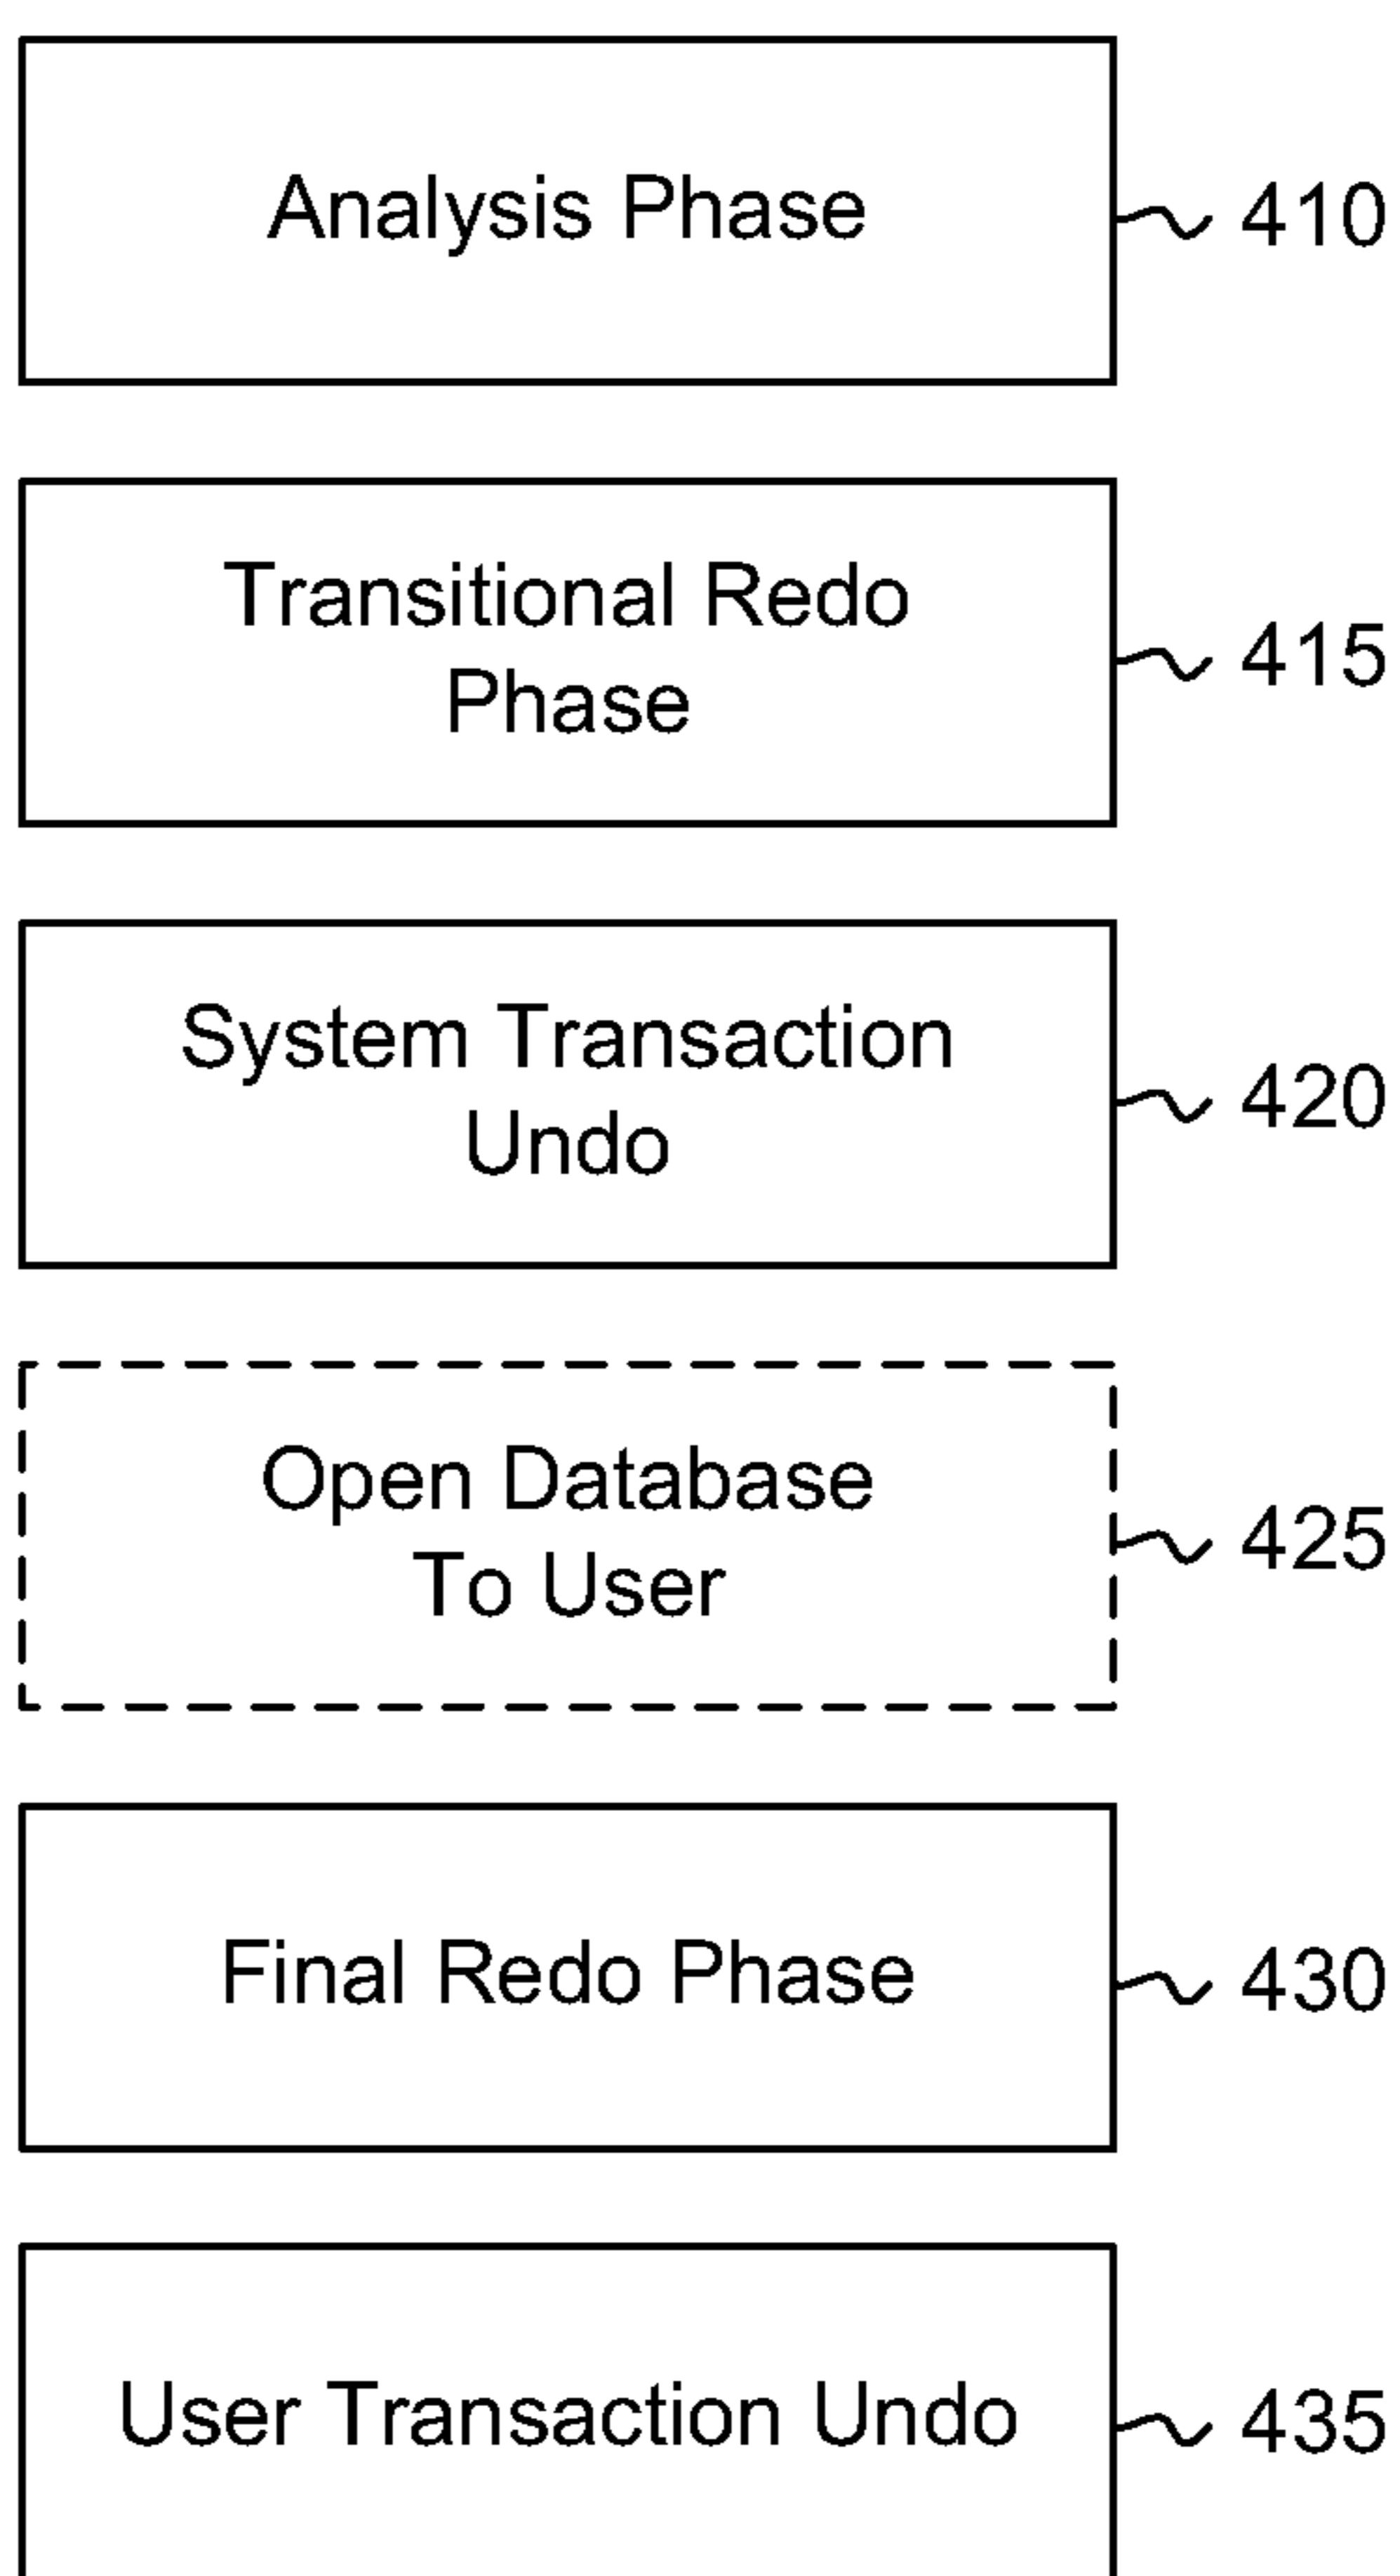 Analysis Phase
410
Transitional Redo
Phase
415
System Transaction
Undo
420
Open Database
To User
425
Final Redo Phase
430
User Transaction Undo
435